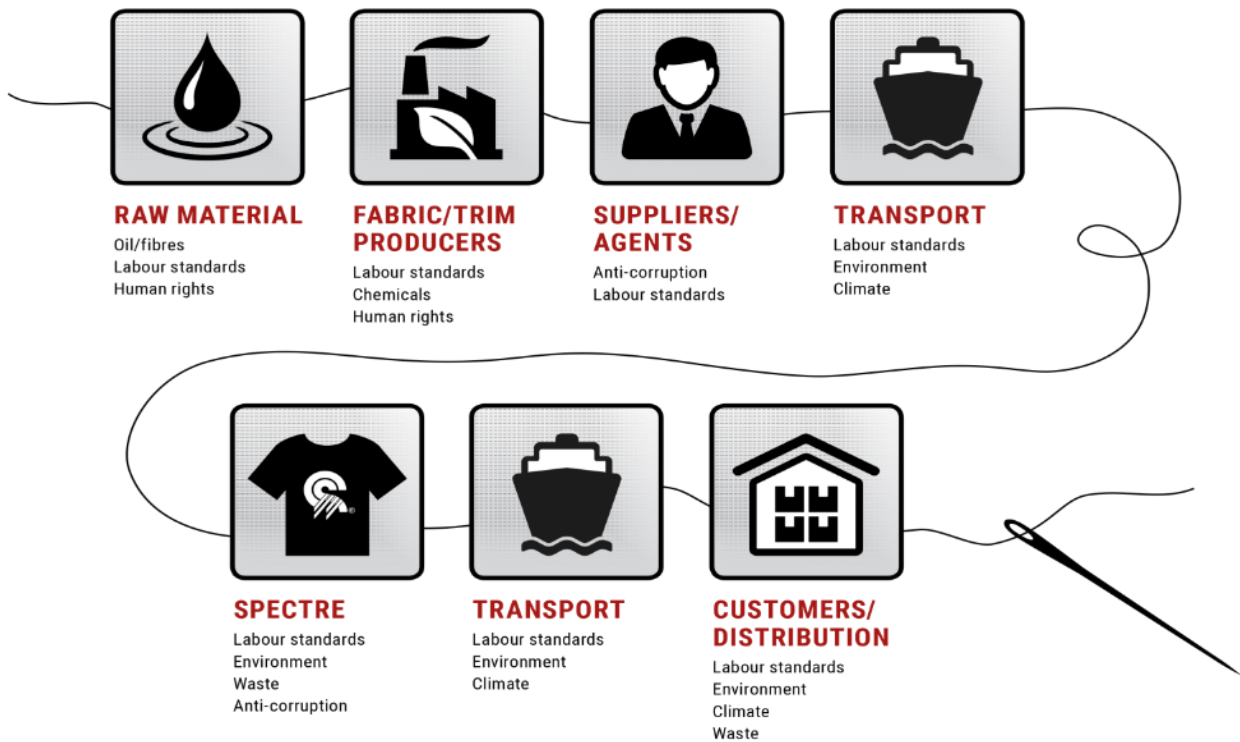 RAW MATERIAL
Oil/fibres
Labour standards
Human rights
FABRIC/TRIM
PRODUCERS
Labour standards
Chemicals
Human rights
SUPPLIERS/
AGENTS
Anti-corruption
Labour standards
TRANSPORT
Labour standards
Environment
Climate
®
SPECTRE
Labour standards
Environment
Waste
Anti-corruption
TRANSPORT
Labour standards
Environment
Climate
CUSTOMERS/
DISTRIBUTION
Labour standards
Environment
Climate
Waste